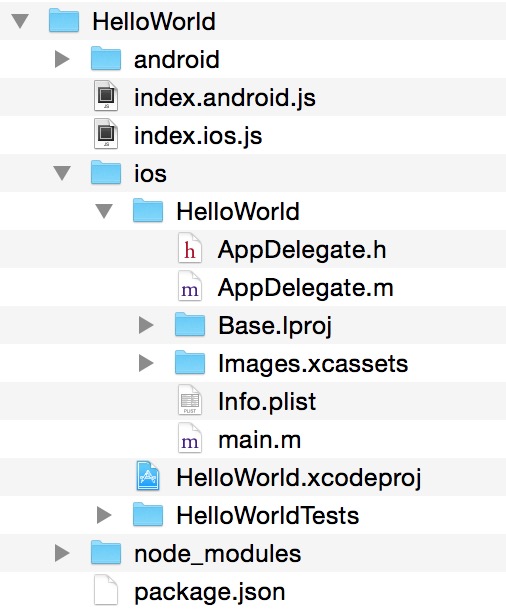 HelloWorld
android
index.android.js
index.ios.js
ios
HelloWorld
AppDelegate.h
AppDelegate.m
Base.lproj
Images.xcassets
Info.plist
main.m
HelloWorld.xcodeproj
HelloWorldTests
node_modules
package.json